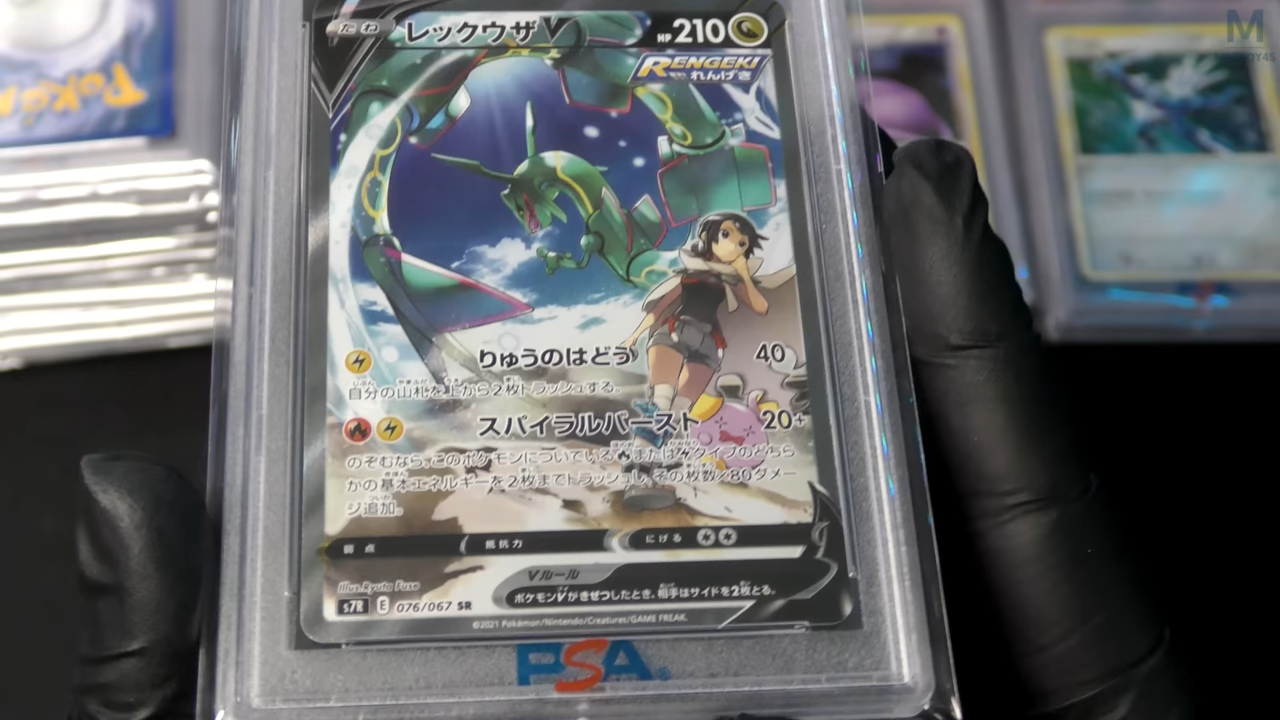 たね レックウザV HP 210
RENGEKI
れんげき
りゅうのはどう 40
自分の山札を上から2枚トラッシュする。
スパイラルバースト 20+
のぞむなら、このポケモンについている または タイプのどちら
かの基本エネルギーを2枚までトラッシュし、その枚数×80ダメー
ジ追加。
弱点 抵抗力 にげる
Vルール
ポケモンVがきぜつしたとき、相手はサイドを2枚とる。
Illus. Ryuta Fuse
s7R E 076/067 SR
©2021 Pokémon/Nintendo/Creatures/GAME FREAK.
PSA
M